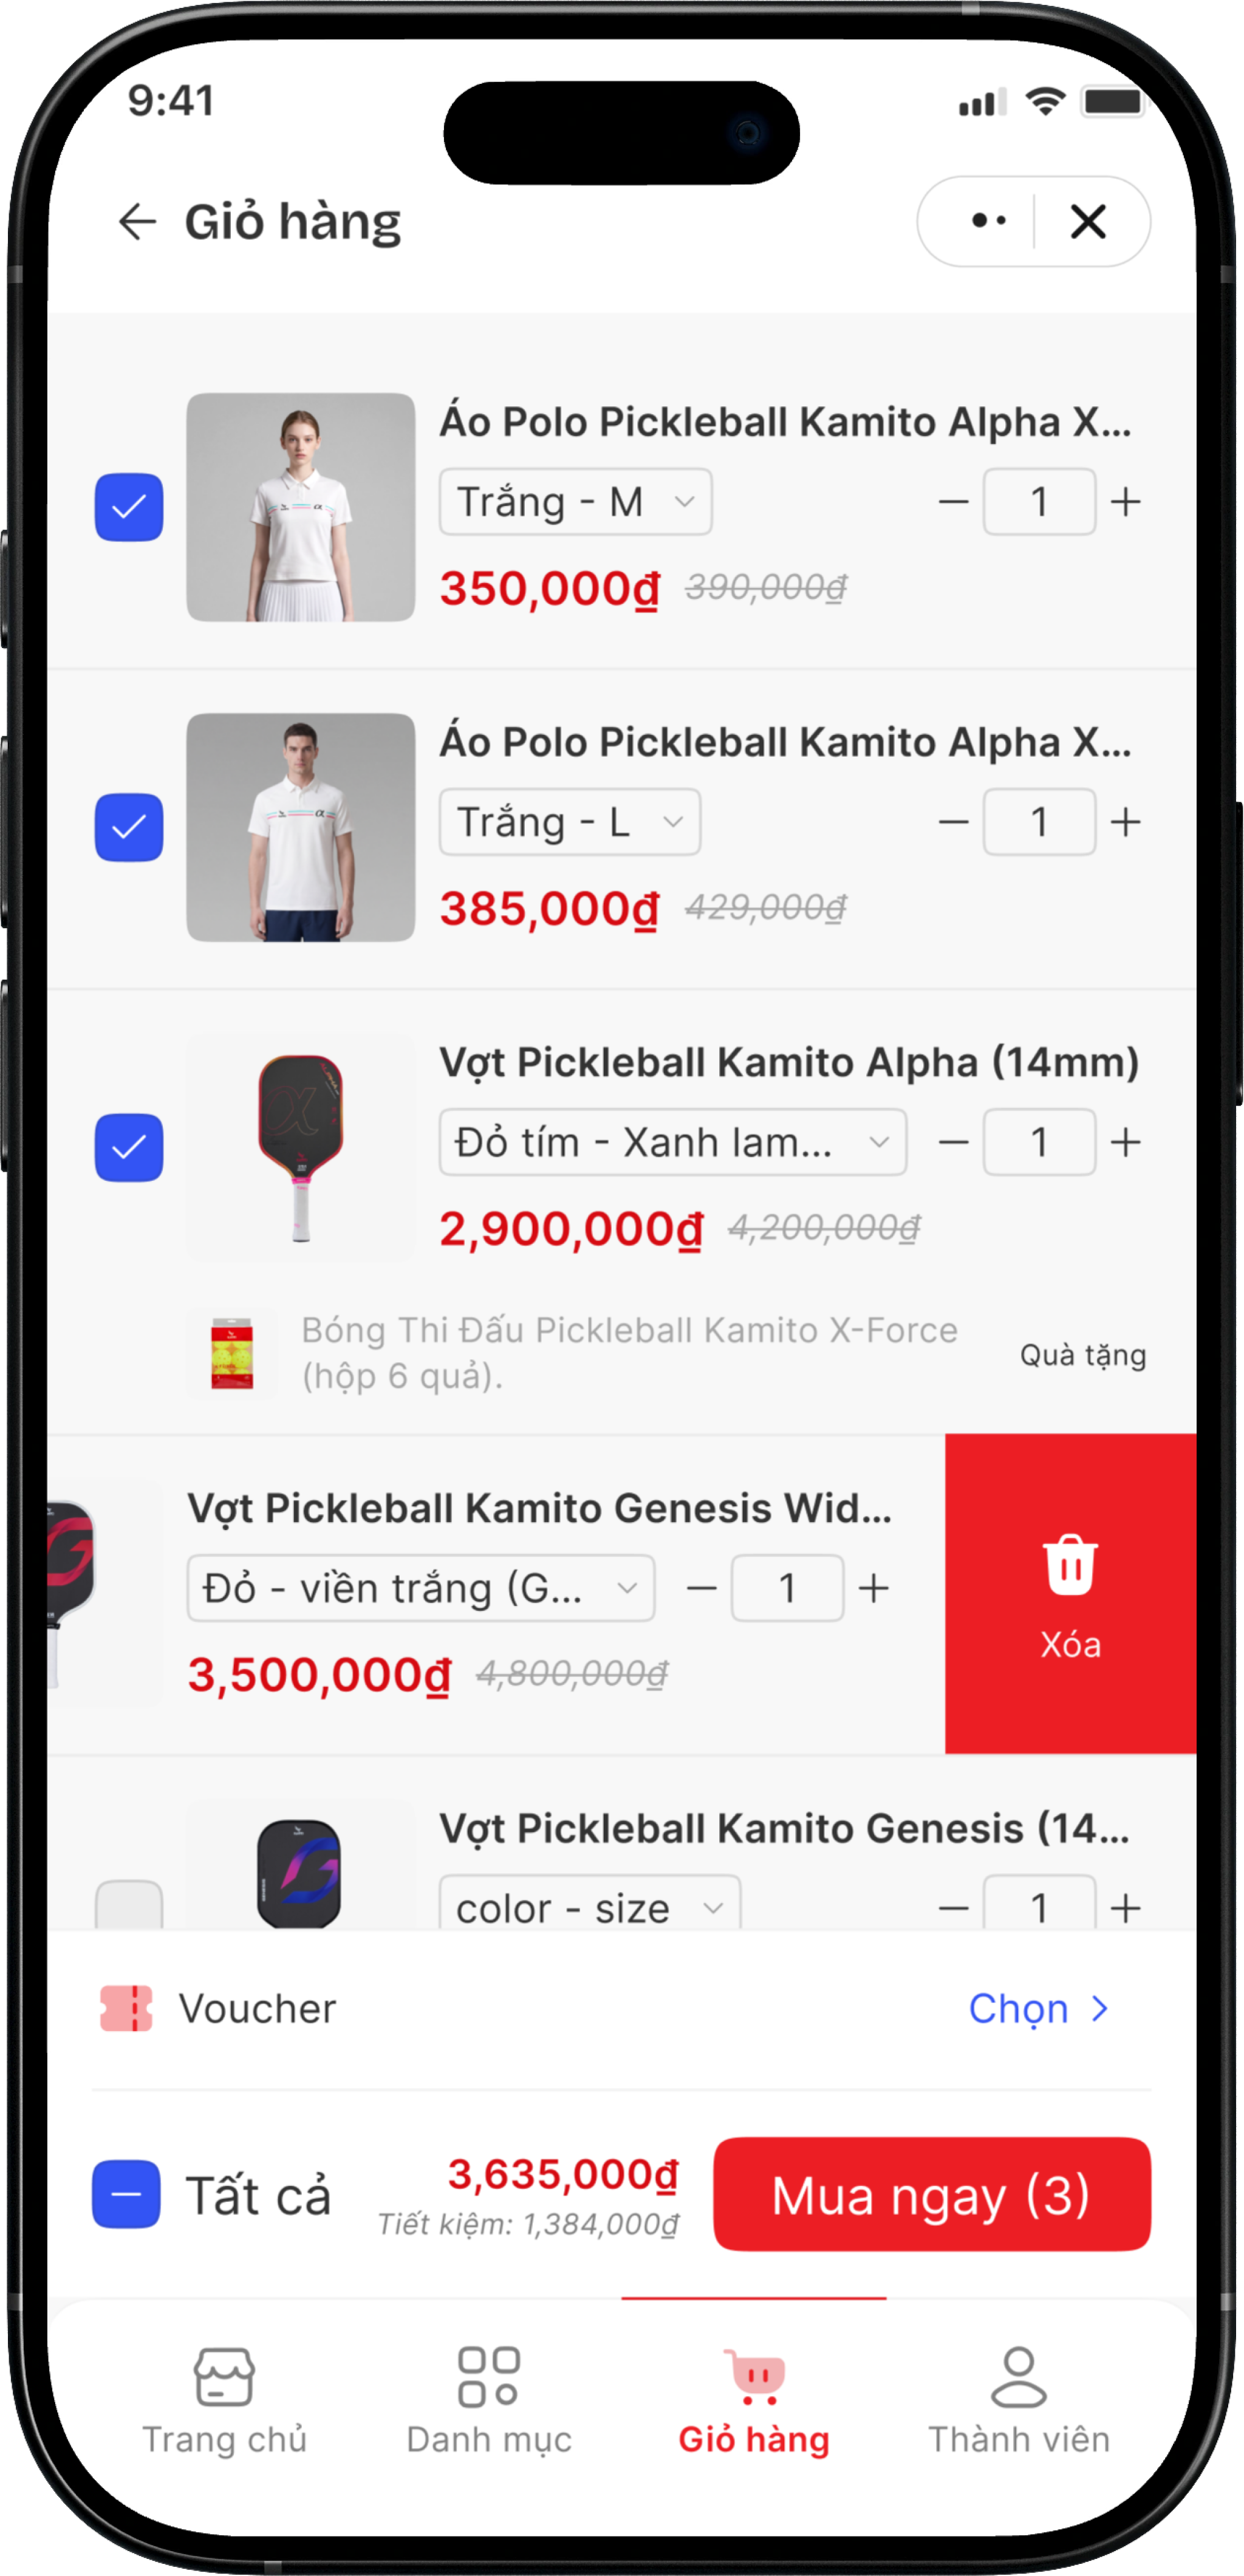 9:41
Giỏ hàng
Áo Polo Pickleball Kamito Alpha X...
Trắng - M
1
350,000đ 390,000đ
Áo Polo Pickleball Kamito Alpha X...
Trắng - L
1
385,000đ 429,000đ
Vợt Pickleball Kamito Alpha (14mm)
Đỏ tím - Xanh lam...
1
2,900,000đ 4,200,000đ
Bóng Thi Đấu Pickleball Kamito X-Force
(hộp 6 quả).
Quà tặng
Vợt Pickleball Kamito Genesis Wid...
Đỏ - viền trắng (G...
1
3,500,000đ 4,800,000đ
Xóa
Vợt Pickleball Kamito Genesis (14...
color - size
1
Voucher
Chọn
Tất cả
3,635,000đ
Tiết kiệm: 1,384,000đ
Mua ngay (3)
Trang chủ
Danh mục
Giỏ hàng
Thành viên